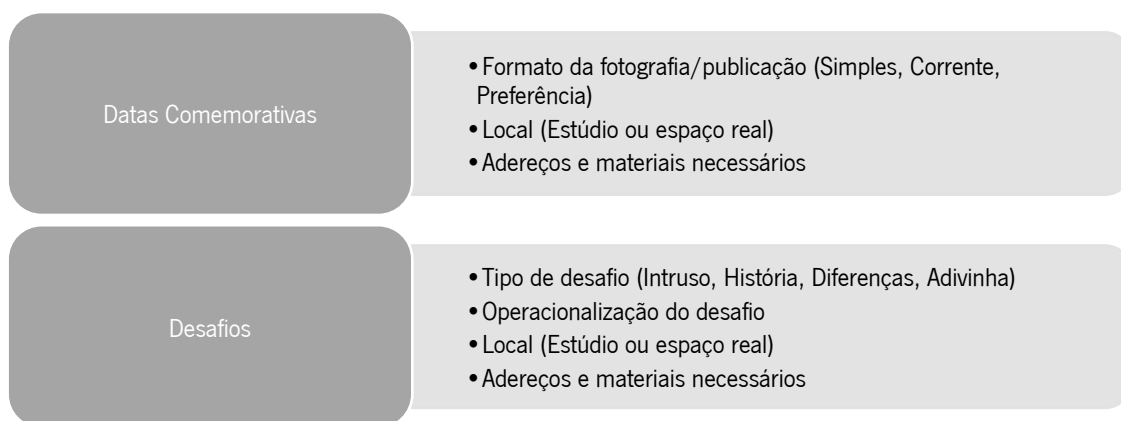 Datas Comemorativas
•Formato da fotografia/publicação (Simples, Corrente,
Preferência)
•Local (Estúdio ou espaço real)
•Adereços e materiais necessários
Desafios
•Tipo de desafio (Intruso, História, Diferenças, Adivinha)
•Operacionalização do desafio
•Local (Estúdio ou espaço real)
•Adereços e materiais necessários